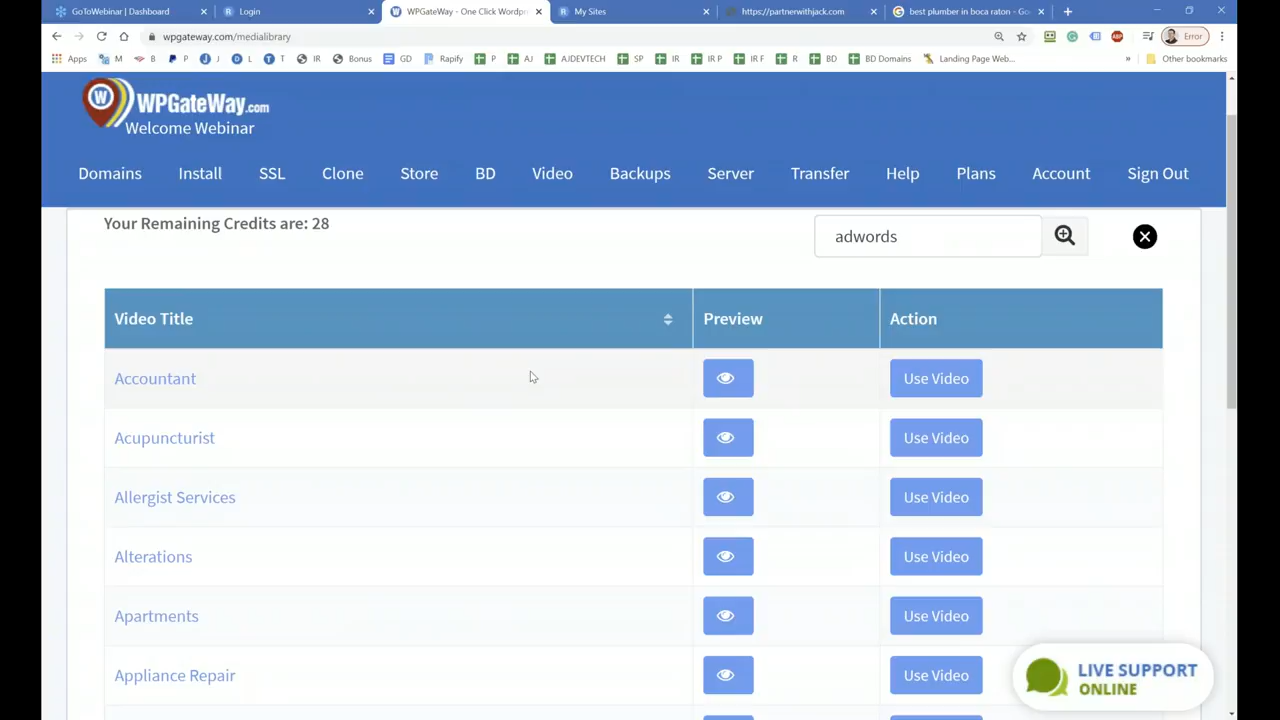 GoToWebinar | Dashboard
Login
WPGateWay - One Click Wordpr
My Sites
https://partnerwithjack.com
best plumber in boca raton - Go
wpgateway.com/medialibrary
Error
Apps M B P J D L T IR Bonus GD Rapify P AJ AJDEVTECH SP IR IR P IR F R BD BD Domains Landing Page Web... » Other bookmarks
W WPGateWay.com
Welcome Webinar
Domains Install SSL Clone Store BD Video Backups Server Transfer Help Plans Account Sign Out
Your Remaining Credits are: 28
adwords
Video Title Preview Action
Accountant Use Video
Acupuncturist Use Video
Allergist Services Use Video
Alterations Use Video
Apartments Use Video
Appliance Repair Use Video
LIVE SUPPORT
ONLINE